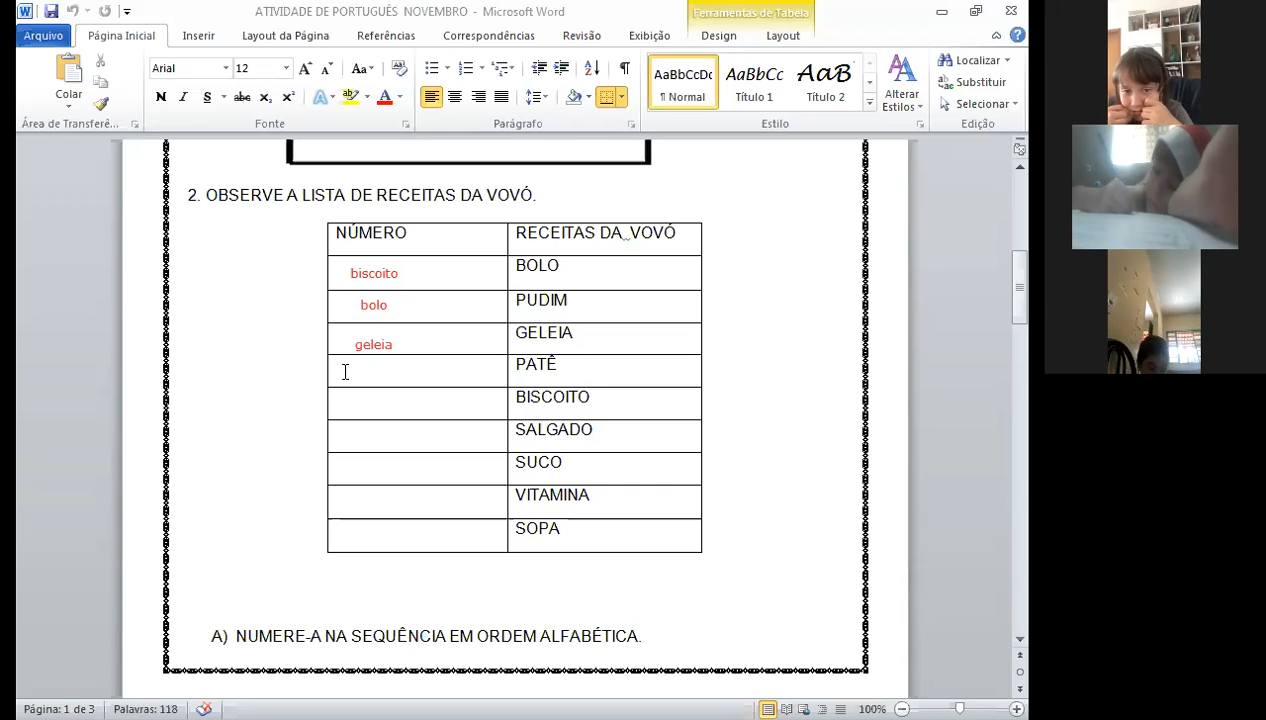 ATIVIDADE DE PORTUGUÊS NOVEMBRO - Microsoft Word
Ferramentas de Tabela
Arquivo Página Inicial Inserir Layout da Página Referências Correspondências Revisão Exibição Design Layout
Colar
Arial 12
N I S abc x₂ x²
AaBbCcDc AaBbCc AaB
¶ Normal Título 1 Título 2
Alterar Estilos
Localizar
Substituir
Selecionar
Área de Transferê... Fonte Parágrafo Estilo Edição
2. OBSERVE A LISTA DE RECEITAS DA VOVÓ.
NÚMERO RECEITAS DA VOVÓ
biscoito BOLO
bolo PUDIM
geleia GELEIA
PATÊ
BISCOITO
SALGADO
SUCO
VITAMINA
SOPA
A) NUMERE-A NA SEQUÊNCIA EM ORDEM ALFABÉTICA.
Página: 1 de 3 Palavras: 118 100%